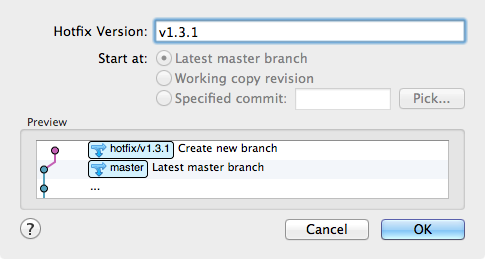 Hotfix Version: v1.3.1
Start at: Latest master branch
Working copy revision
Specified commit: Pick...
Preview
hotfix/v1.3.1 Create new branch
master Latest master branch
...
? Cancel OK